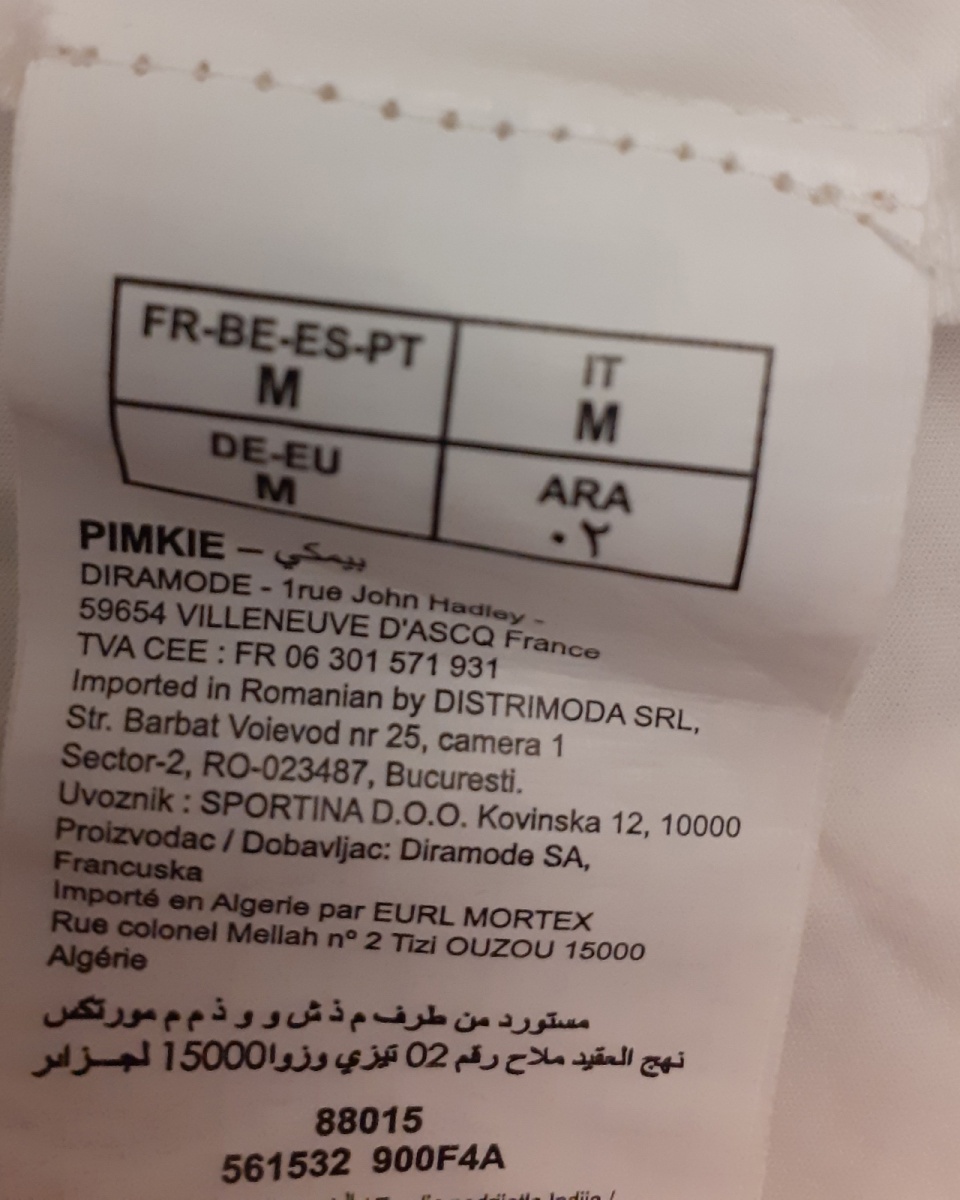 FR-BE-ES-PT
M
IT
M
DE-EU
M
ARA
٠٢
PIMKIE – بيمكي
DIRAMODE - 1rue John Hadley -
59654 VILLENEUVE D'ASCQ France
TVA CEE : FR 06 301 571 931
Imported in Romanian by DISTRIMODA SRL,
Str. Barbat Voievod nr 25, camera 1
Sector-2, RO-023487, Bucuresti.
Uvoznik : SPORTINA D.O.O. Kovinska 12, 10000
Proizvodac / Dobavljac: Diramode SA,
Francuska
Importé en Algerie par EURL MORTEX
Rue colonel Mellah n° 2 Tizi OUZOU 15000
Algérie
مستورد من طرف م ذ ش و و ذ م م مورتكس
نهج العقيد ملاح رقم 02 تيزي وزوا15000 لجزائر
88015
561532 900F4A